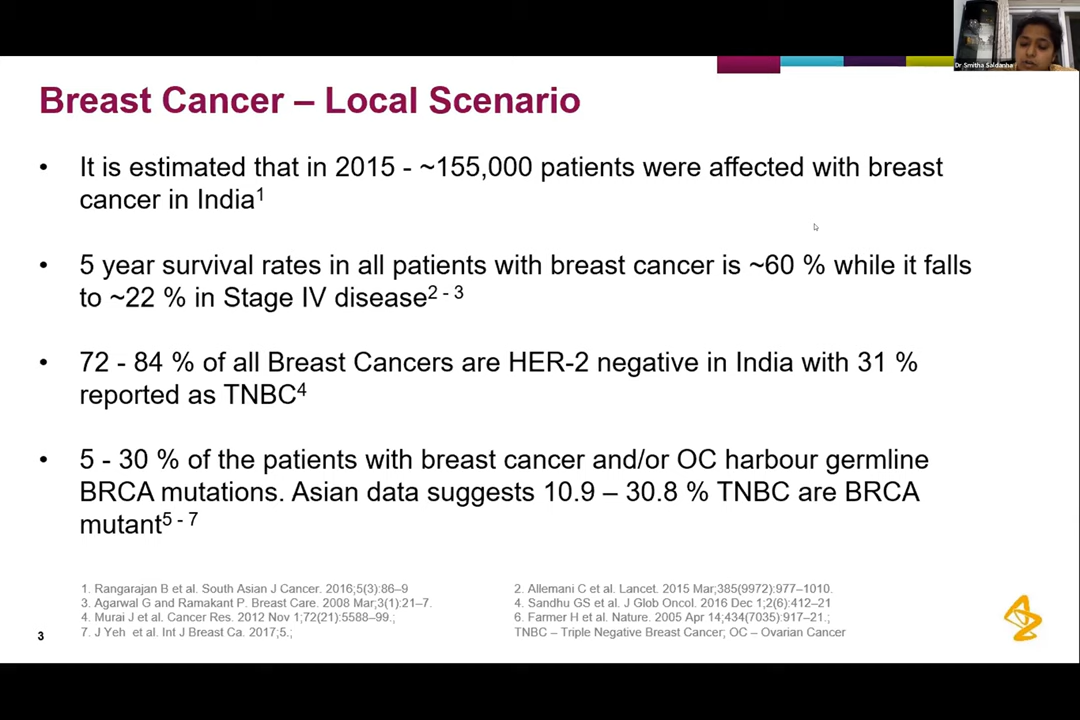 Dr Smitha Saldanha
Breast Cancer – Local Scenario
• It is estimated that in 2015 - ~155,000 patients were affected with breast
cancer in India1
• 5 year survival rates in all patients with breast cancer is ~60 % while it falls
to ~22 % in Stage IV disease2 - 3
• 72 - 84 % of all Breast Cancers are HER-2 negative in India with 31 %
reported as TNBC4
• 5 - 30 % of the patients with breast cancer and/or OC harbour germline
BRCA mutations. Asian data suggests 10.9 – 30.8 % TNBC are BRCA
mutant5 - 7
1. Rangarajan B et al. South Asian J Cancer. 2016;5(3):86–9
3. Agarwal G and Ramakant P. Breast Care. 2008 Mar;3(1):21–7.
4. Murai J et al. Cancer Res. 2012 Nov 1;72(21):5588–99.;
7. J Yeh et al. Int J Breast Ca. 2017;5.;
2. Allemani C et al. Lancet. 2015 Mar;385(9972):977–1010.
4. Sandhu GS et al. J Glob Oncol. 2016 Dec 1;2(6):412–21
6. Farmer H et al. Nature. 2005 Apr 14;434(7035):917–21.;
TNBC – Triple Negative Breast Cancer; OC – Ovarian Cancer
3